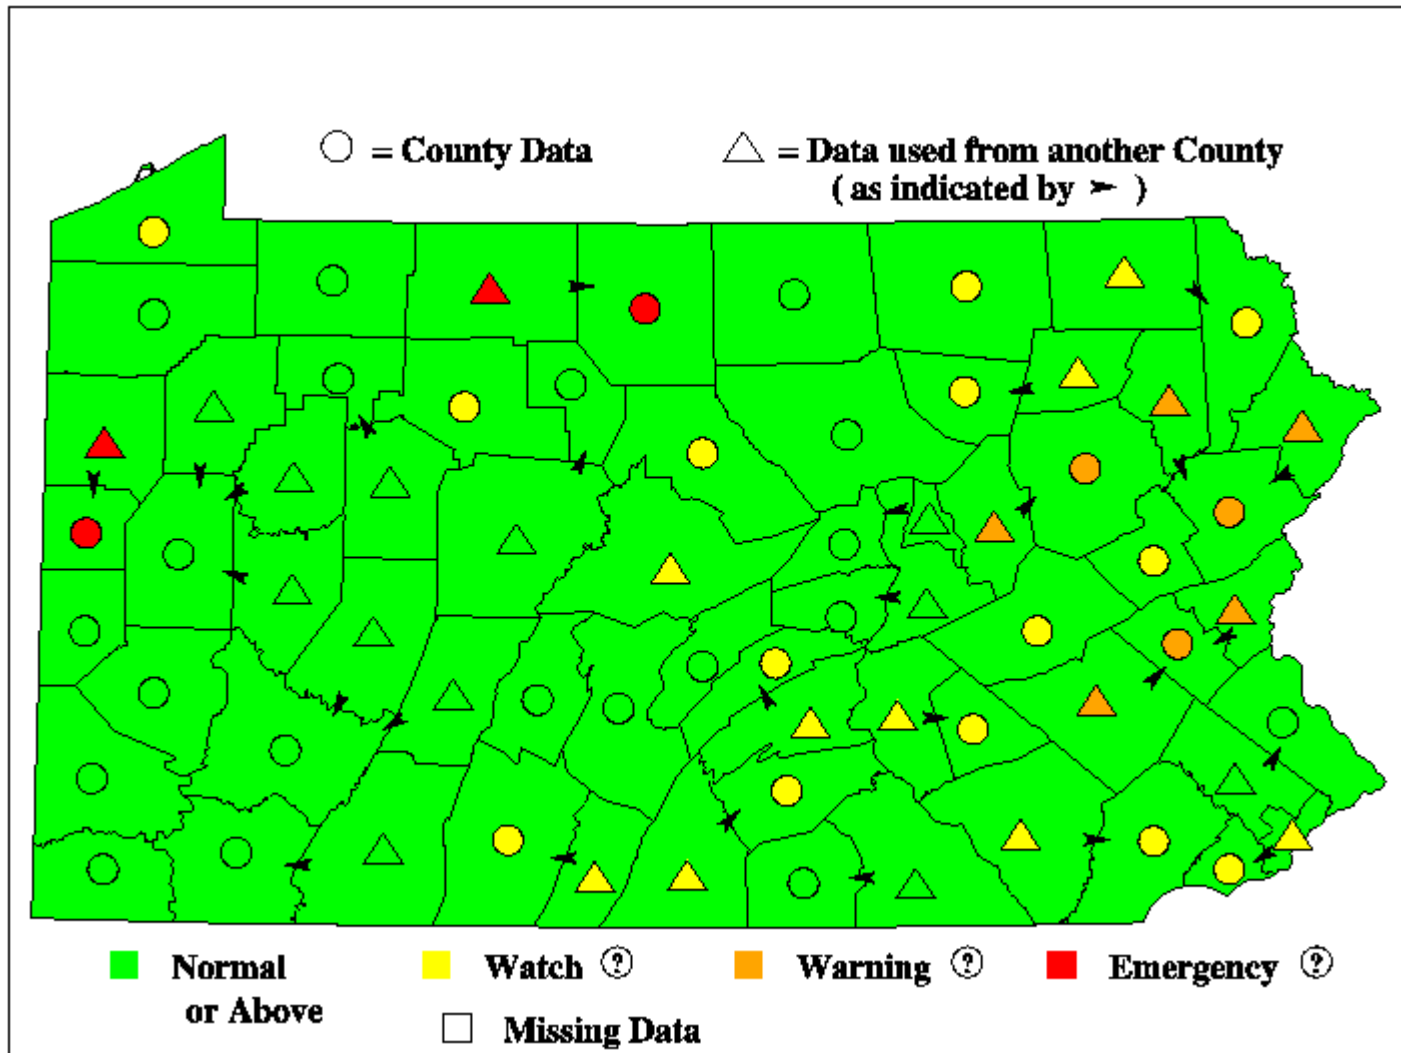 = County Data
= Data used from another County
( as indicated by ➤ )
Normal
or Above
Watch ?
Warning ?
Emergency ?
Missing Data